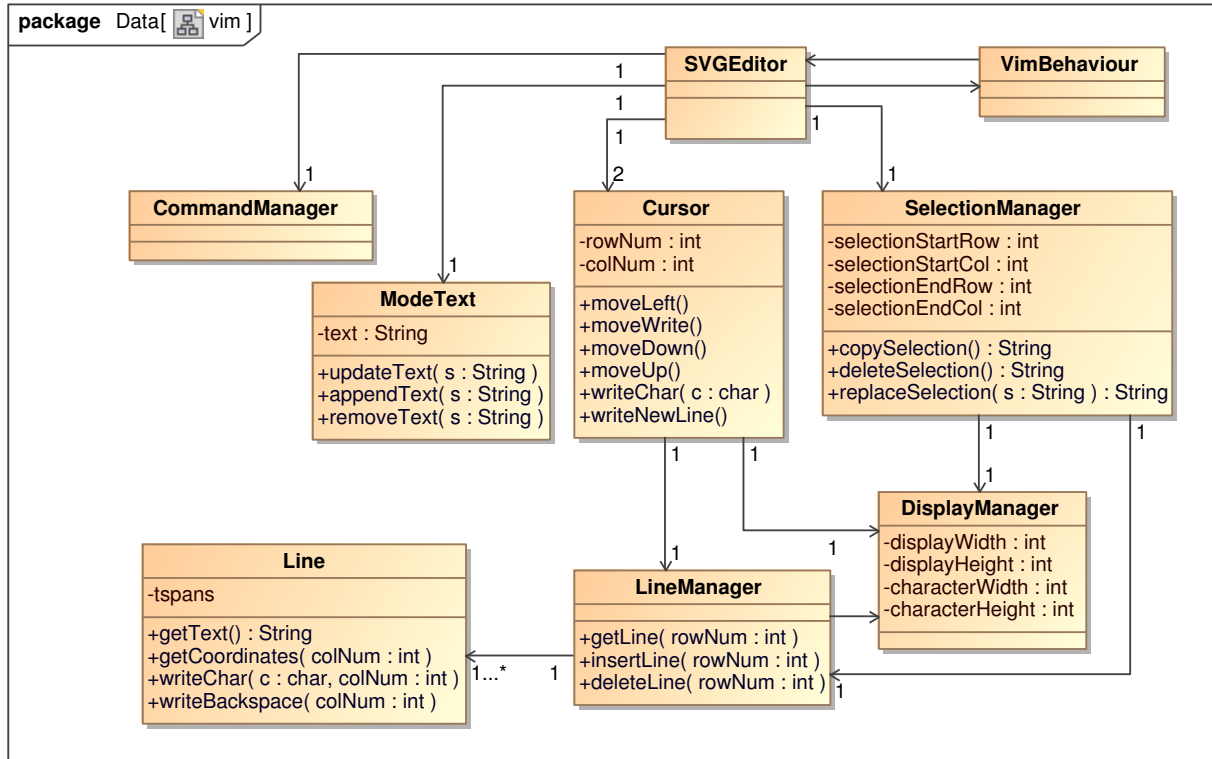 package Data[ vim ]
SVGEditor
VimBehaviour
1
1
1
1
1
2
1
1
CommandManager
Cursor
-rowNum : int
-colNum : int
+moveLeft()
+moveWrite()
+moveDown()
+moveUp()
+writeChar( c : char )
+writeNewLine()
SelectionManager
-selectionStartRow : int
-selectionStartCol : int
-selectionEndRow : int
-selectionEndCol : int
+copySelection() : String
+deleteSelection() : String
+replaceSelection( s : String ) : String
ModeText
-text : String
+updateText( s : String )
+appendText( s : String )
+removeText( s : String )
1
1
1
1
1
1
1
DisplayManager
-displayWidth : int
-displayHeight : int
-characterWidth : int
-characterHeight : int
Line
-tspans
+getText() : String
+getCoordinates( colNum : int )
+writeChar( c : char, colNum : int )
+writeBackspace( colNum : int )
1...*
1
LineManager
+getLine( rowNum : int )
+insertLine( rowNum : int )
+deleteLine( rowNum : int )
1